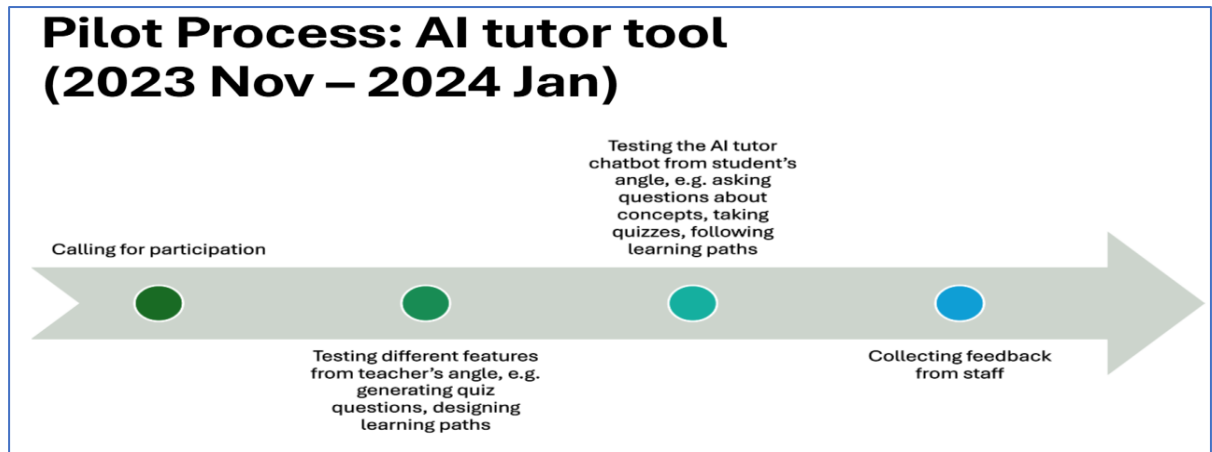 Pilot Process: AI tutor tool
(2023 Nov – 2024 Jan)
Calling for participation
Testing different features
from teacher's angle, e.g.
generating quiz
questions, designing
learning paths
Testing the AI tutor
chatbot from student's
angle, e.g. asking
questions about
concepts, taking
quizzes, following
learning paths
Collecting feedback
from staff